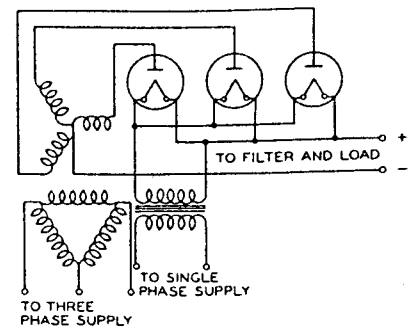 +
TO FILTER AND LOAD
−
TO SINGLE
PHASE SUPPLY
TO THREE
PHASE SUPPLY